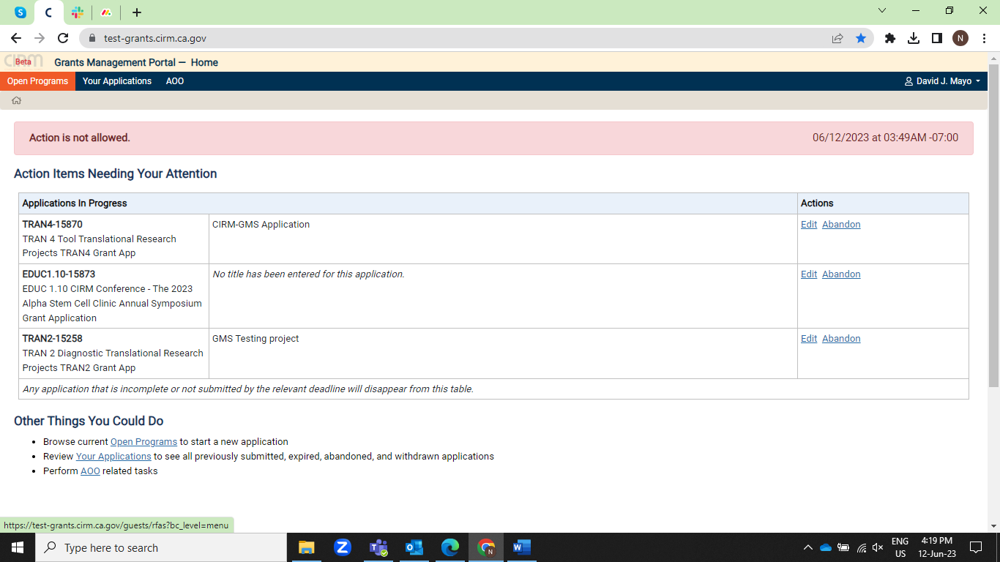 test-grants.cirm.ca.gov
N
CIRM Beta
Grants Management Portal — Home
Open Programs Your Applications AOO David J. Mayo
Action is not allowed. 06/12/2023 at 03:49AM -07:00
Action Items Needing Your Attention
Applications In Progress Actions
TRAN4-15870 CIRM-GMS Application Edit Abandon
TRAN 4 Tool Translational Research
Projects TRAN4 Grant App
EDUC1.10-15873 No title has been entered for this application. Edit Abandon
EDUC 1.10 CIRM Conference - The 2023
Alpha Stem Cell Clinic Annual Symposium
Grant Application
TRAN2-15258 GMS Testing project Edit Abandon
TRAN 2 Diagnostic Translational Research
Projects TRAN2 Grant App
Any application that is incomplete or not submitted by the relevant deadline will disappear from this table.
Other Things You Could Do
• Browse current Open Programs to start a new application
• Review Your Applications to see all previously submitted, expired, abandoned, and withdrawn applications
• Perform AOO related tasks
https://test-grants.cirm.ca.gov/guests/rfas?bc_level=menu
Type here to search
ENG
US
4:19 PM
12-Jun-23